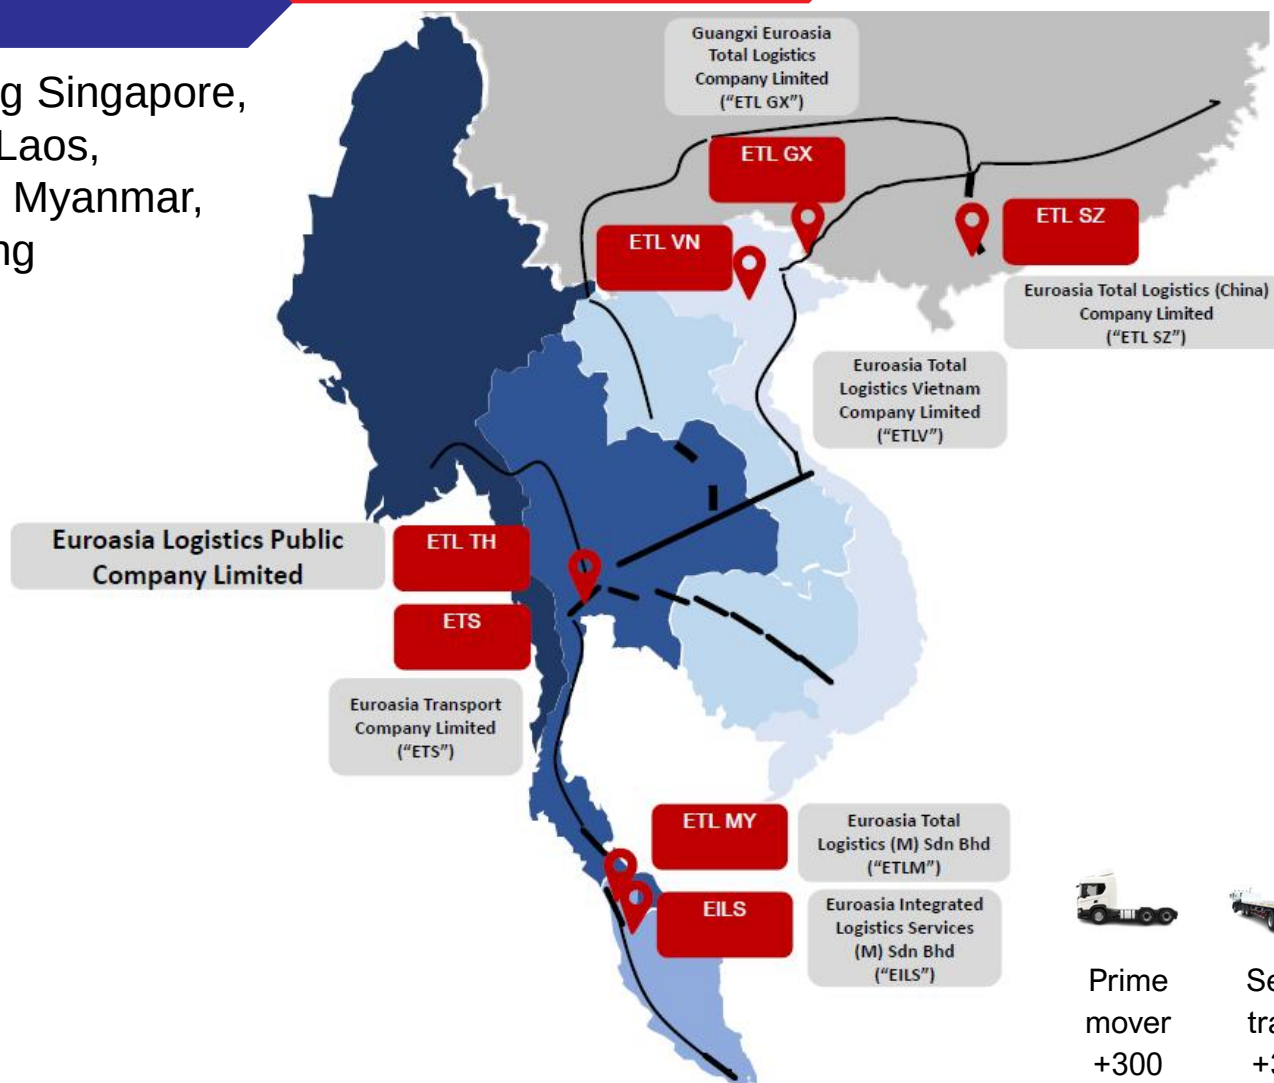 Singapore,
Laos,
Myanmar,
Guangxi Euroasia
Total Logistics
Company Limited
(“ETL GX”)
ETL GX
ETL VN
ETL SZ
Euroasia Total Logistics (China)
Company Limited
(“ETL SZ”)
Euroasia Total
Logistics Vietnam
Company Limited
(“ETLV”)
Euroasia Logistics Public
Company Limited
ETL TH
ETS
Euroasia Transport
Company Limited
(“ETS”)
ETL MY
Euroasia Total
Logistics (M) Sdn Bhd
(“ETLM”)
EILS
Euroasia Integrated
Logistics Services
(M) Sdn Bhd
(“EILS”)
Prime
mover
+300